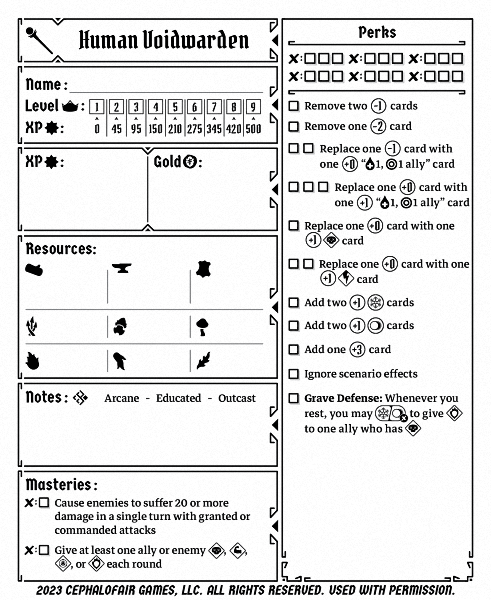 Human Voidwarden
Name:
Level : 1 2 3 4 5 6 7 8 9
XP : 0 45 95 150 210 275 345 420 500
XP : Gold :
Resources:
Notes: Arcane - Educated - Outcast
Masteries:
Cause enemies to suffer 20 or more
damage in a single turn with granted or
commanded attacks
Give at least one ally or enemy , ,
, or each round
Perks
Remove two -1 cards
Remove one -2 card
Replace one -1 card with
one +0 “ 1, 1 ally” card
Replace one +0 card with
one +1 “ 1, 1 ally” card
Replace one +0 card with one
+1 card
Replace one +0 card with one
+1 card
Add two +1 cards
Add two +1 cards
Add one +3 card
Ignore scenario effects
Grave Defense: Whenever you
rest, you may to give
to one ally who has
2023 CEPHALOFAIR GAMES, LLC. ALL RIGHTS RESERVED. USED WITH PERMISSION.